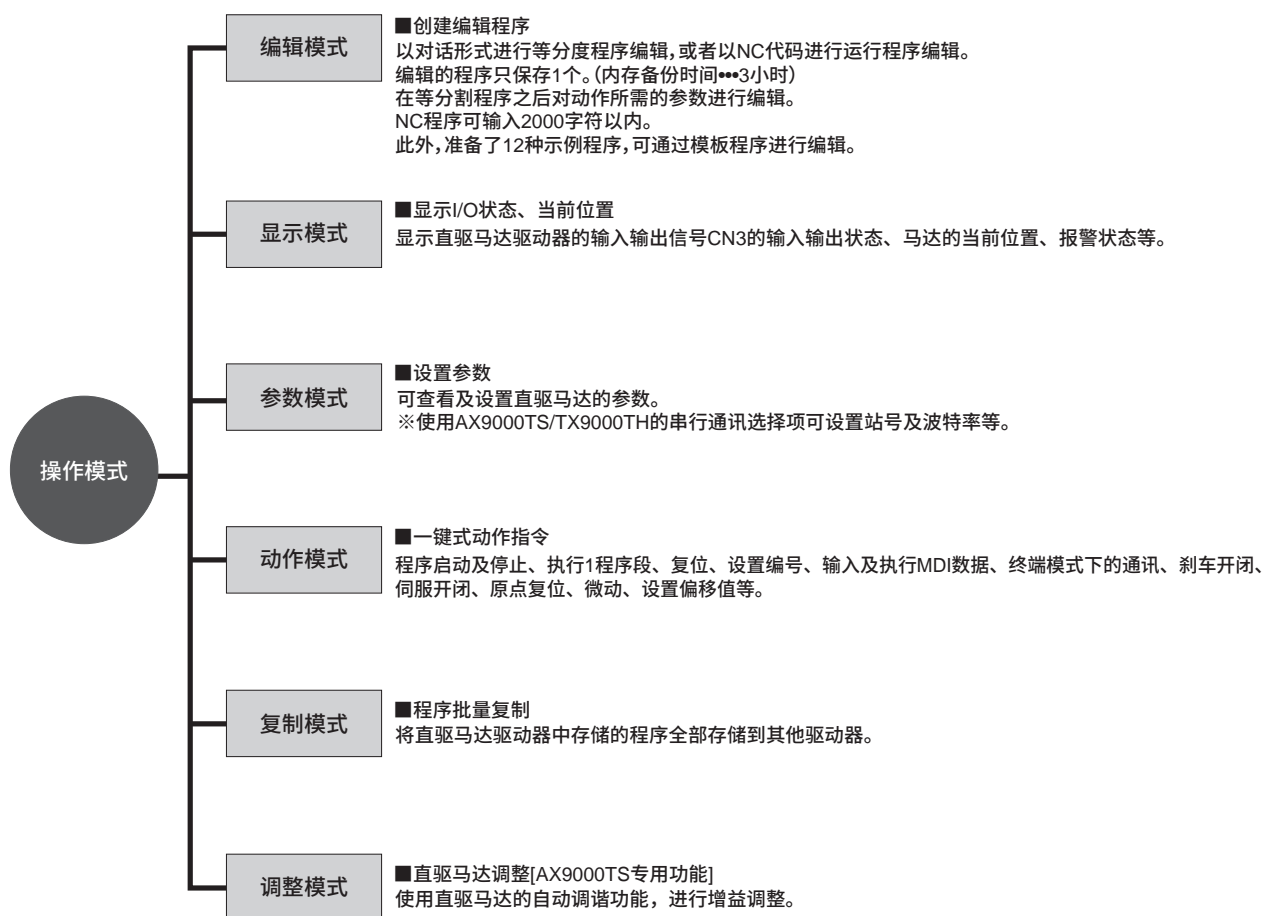 操作模式
编辑模式
■创建编辑程序
以对话形式进行等分度程序编辑,或者以NC代码进行运行程序编辑。
编辑的程序只保存1个。(内存备份时间•••3小时)
在等分割程序之后对动作所需的参数进行编辑。
NC程序可输入2000字符以内。
此外,准备了12种示例程序,可通过模板程序进行编辑。
显示模式
■显示I/O状态、当前位置
显示直驱马达驱动器的输入输出信号CN3的输入输出状态、马达的当前位置、报警状态等。
参数模式
■设置参数
可查看及设置直驱马达的参数。
※使用AX9000TS/TX9000TH的串行通讯选择项可设置站号及波特率等。
动作模式
■一键式动作指令
程序启动及停止、执行1程序段、复位、设置编号、输入及执行MDI数据、终端模式下的通讯、刹车开闭、
伺服开闭、原点复位、微动、设置偏移值等。
复制模式
■程序批量复制
将直驱马达驱动器中存储的程序全部存储到其他驱动器。
调整模式
■直驱马达调整[AX9000TS专用功能]
使用直驱马达的自动调谐功能，进行增益调整。